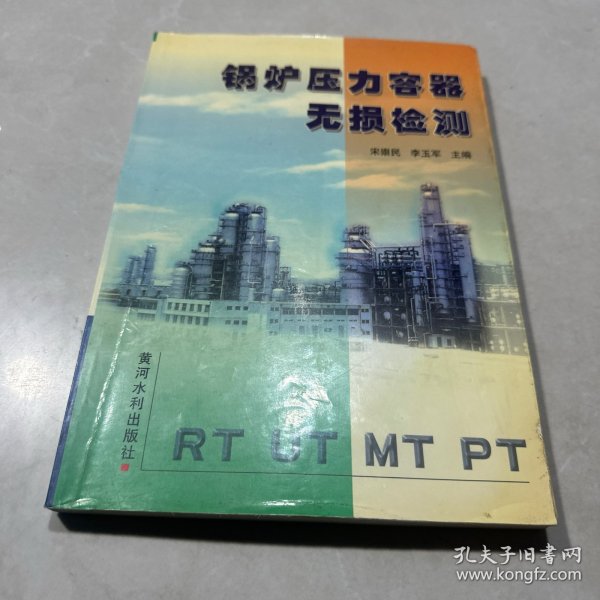 锅炉压力容器
无损检测
宋崇民 李玉军 主编
黄河水利出版社
RT UT MT PT
孔夫子旧书网
www.kongfz.com